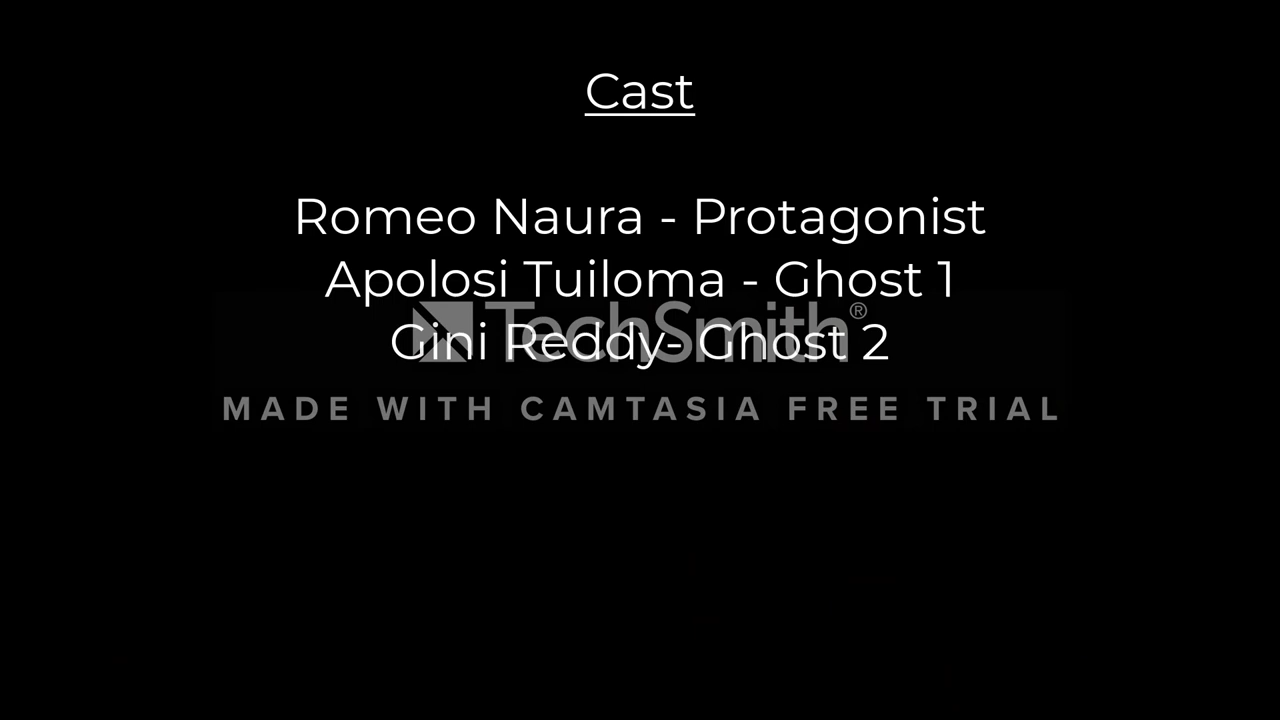 Cast
Romeo Naura - Protagonist
Apolosi Tuiloma - Ghost 1
TechSmith®
Gini Reddy- Ghost 2
MADE WITH CAMTASIA FREE TRIAL